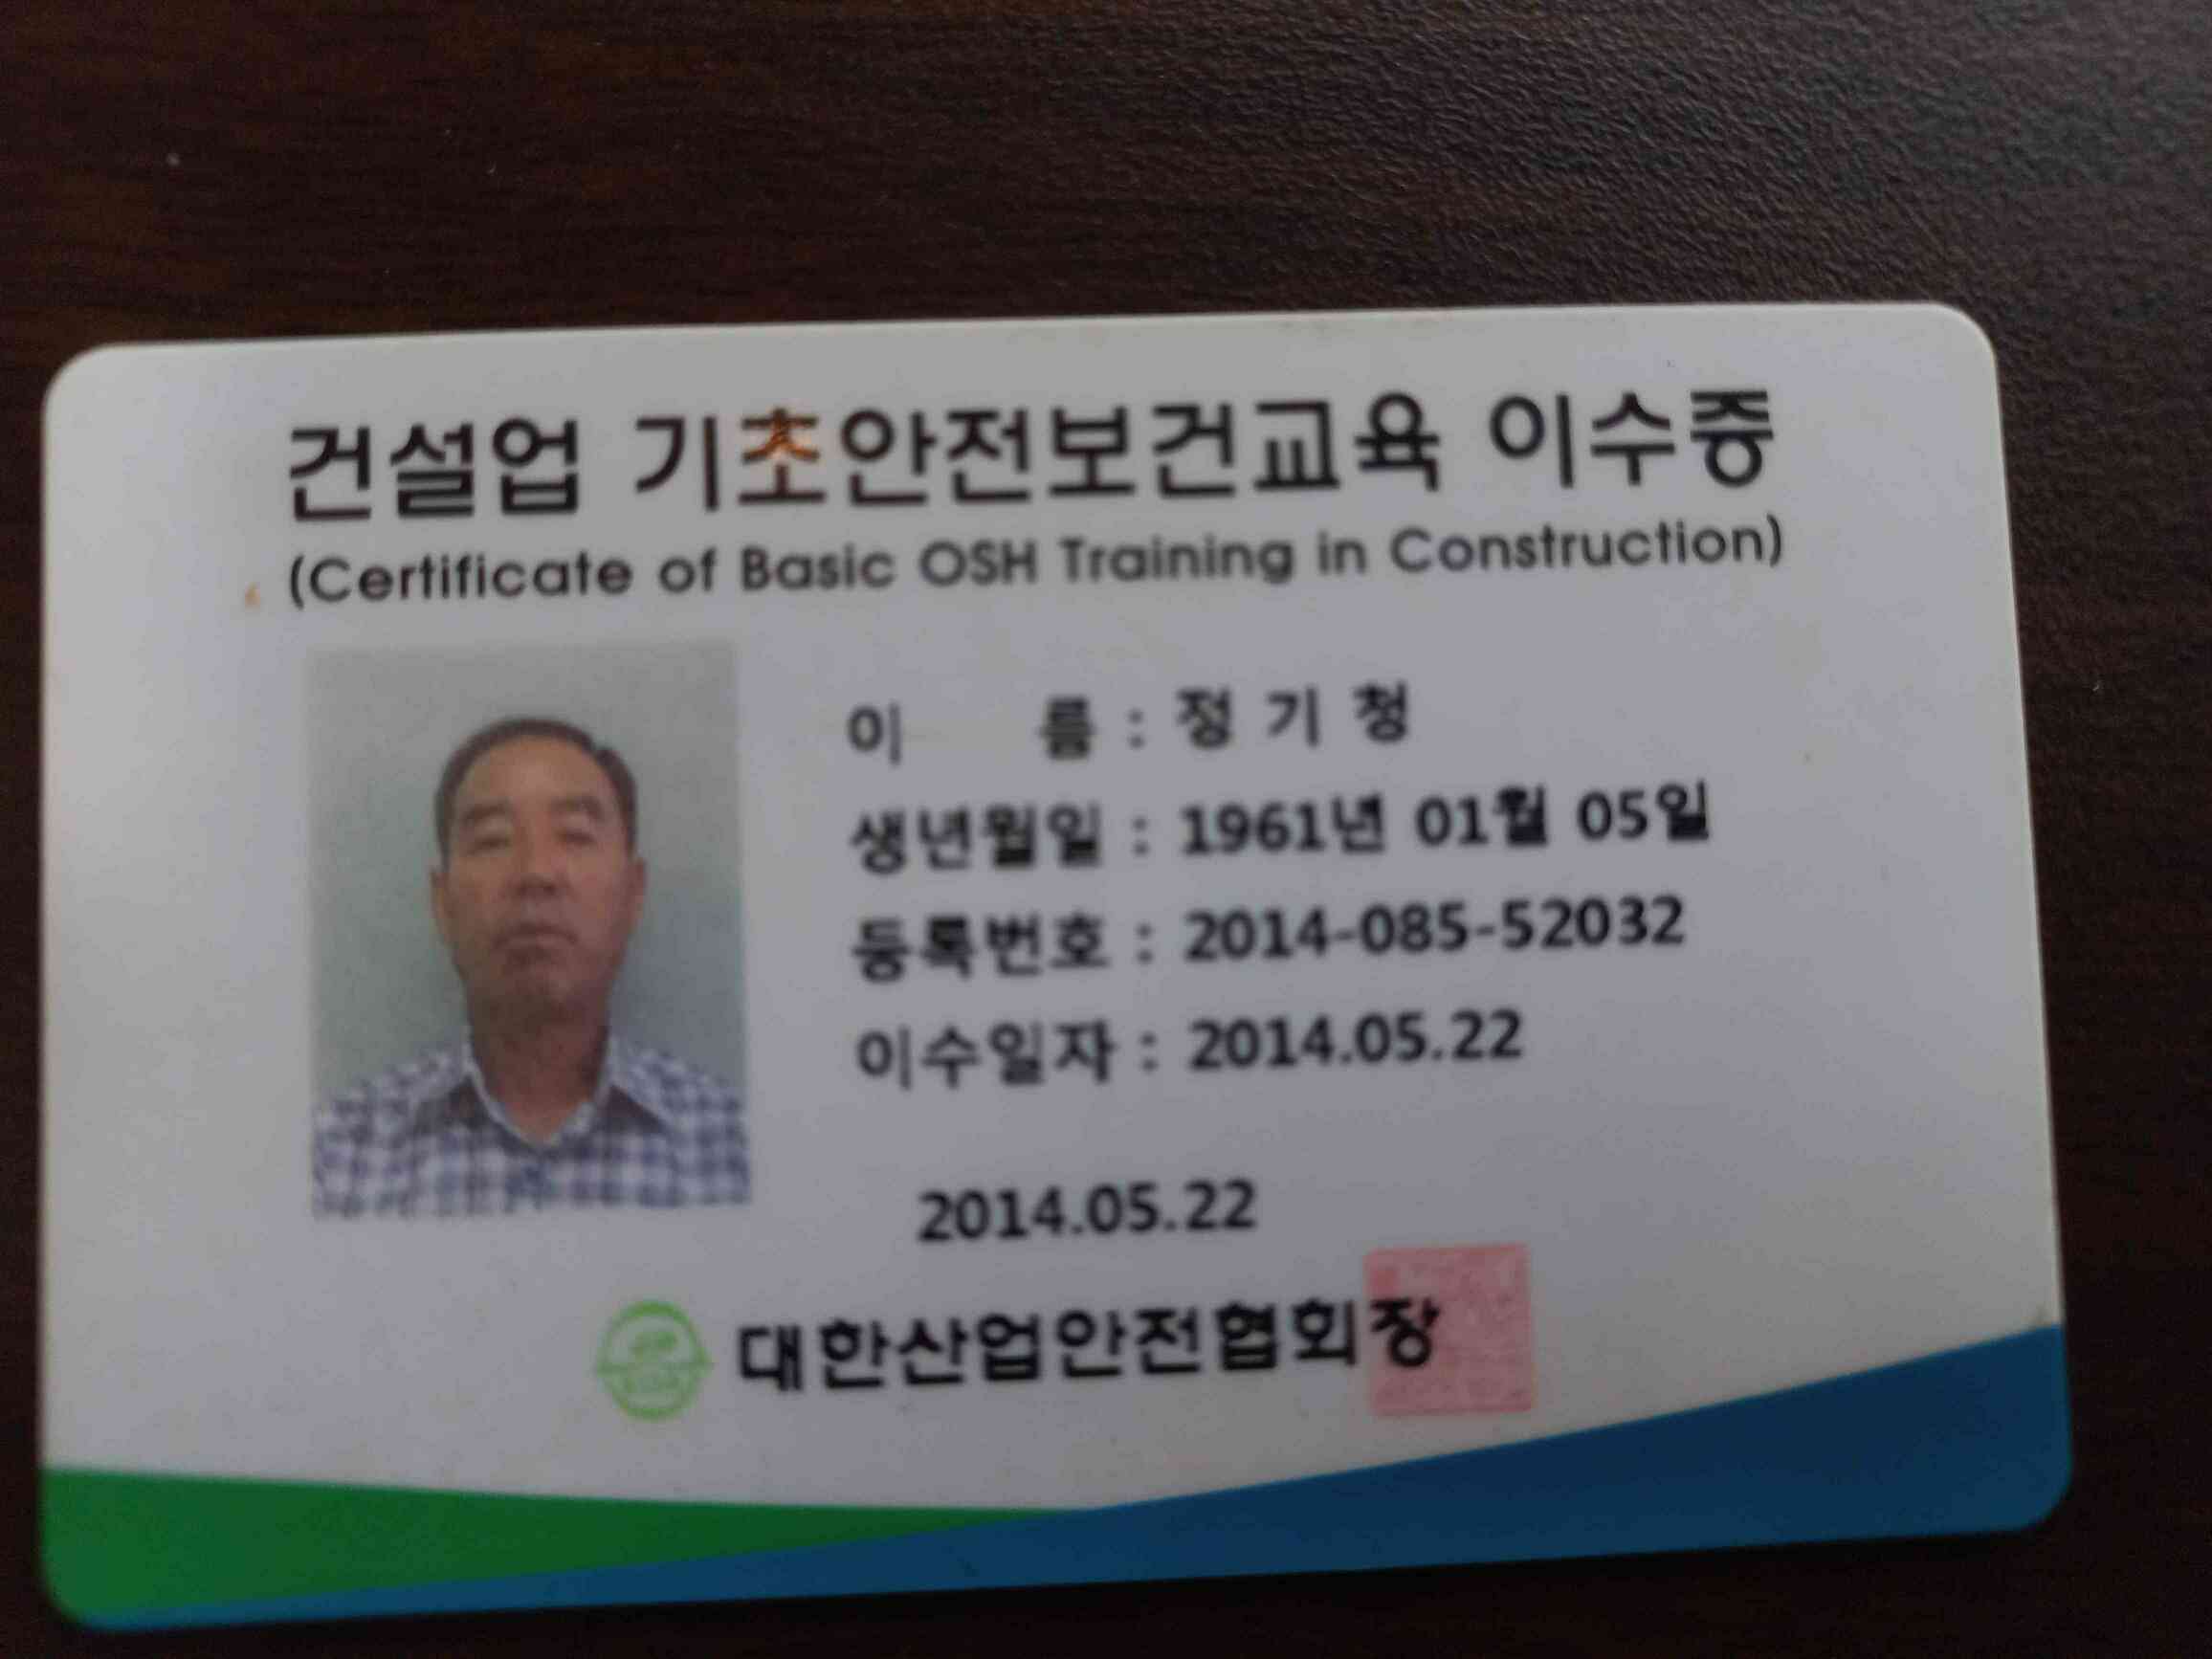 건설업 기초안전보건교육 이수증
(Certificate of Basic OSH Training in Construction)
이 름 : 정 기 청
생년월일 : 1961년 01월 05일
등록번호 : 2014-085-52032
이수일자 : 2014.05.22
2014.05.22
대한산업안전협회장